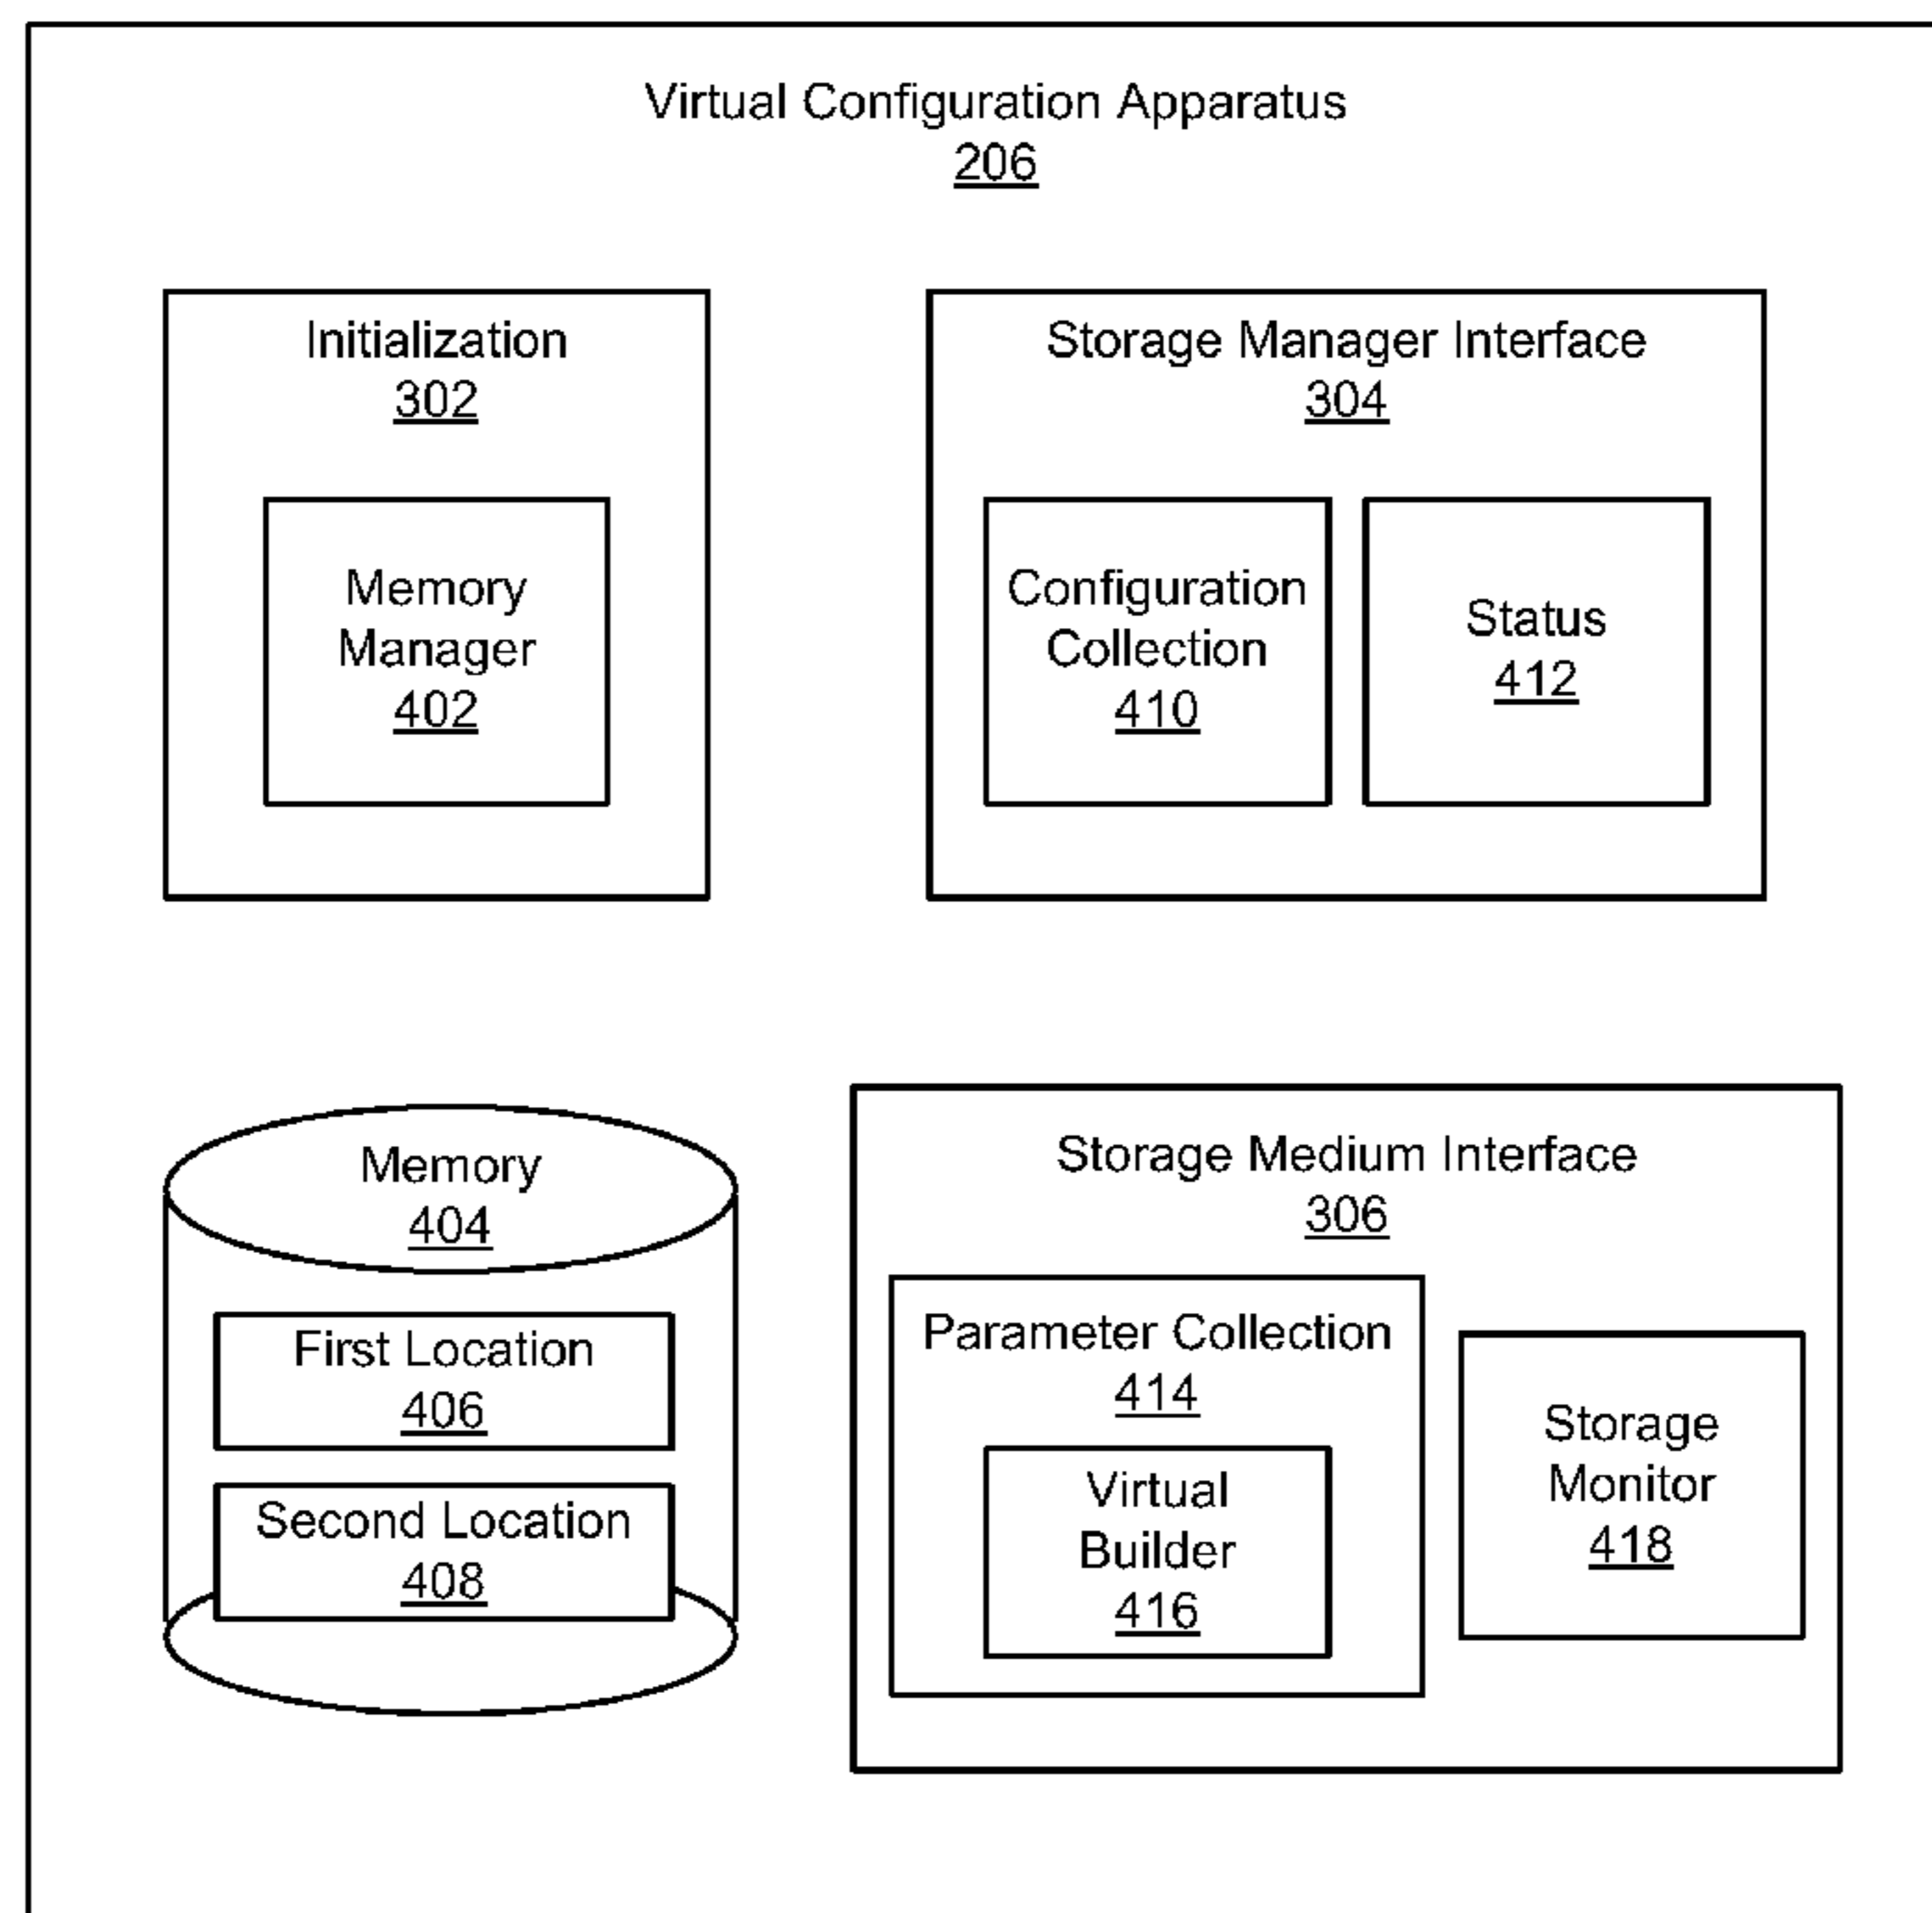 Virtual Configuration Apparatus
206
Initialization
302
Memory
Manager
402
Storage Manager Interface
304
Configuration
Collection
410
Status
412
Memory
404
First Location
406
Second Location
408
Storage Medium Interface
306
Parameter Collection
414
Virtual
Builder
416
Storage
Monitor
418